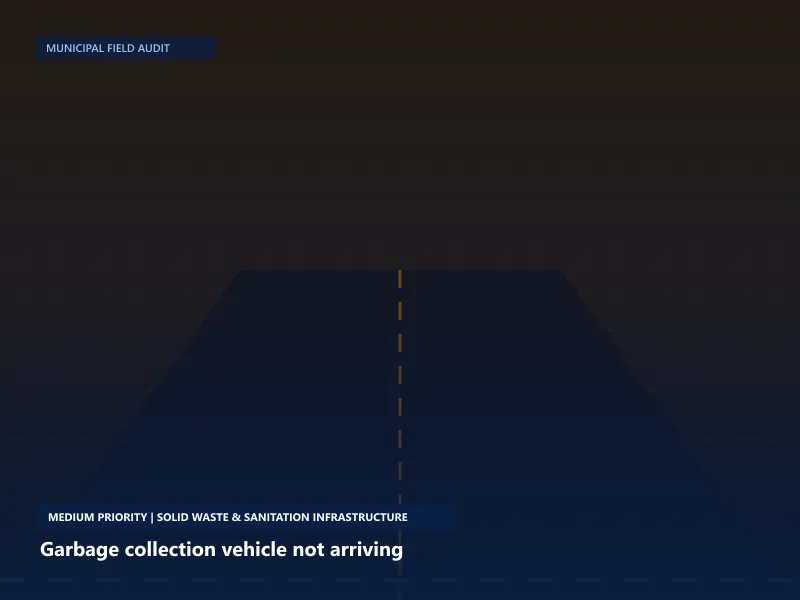 MUNICIPAL FIELD AUDIT
MEDIUM PRIORITY | SOLID WASTE & SANITATION INFRASTRUCTURE
Garbage collection vehicle not arriving